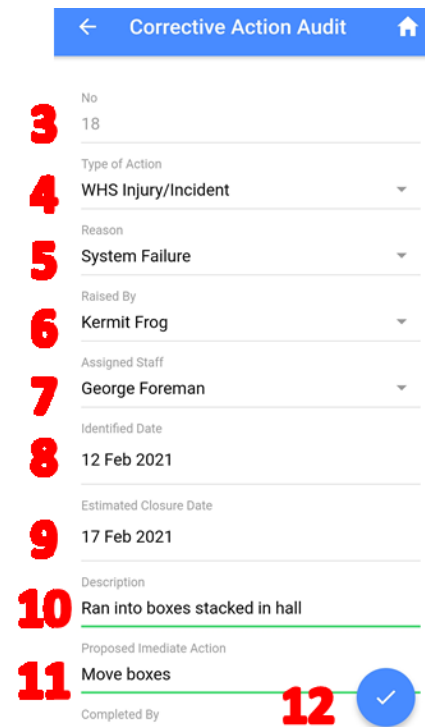 Corrective Action Audit
No
3 18
Type of Action
4 WHS Injury/Incident
Reason
5 System Failure
Raised By
6 Kermit Frog
Assigned Staff
7 George Foreman
Identified Date
8 12 Feb 2021
Estimated Closure Date
9 17 Feb 2021
Description
10 Ran into boxes stacked in hall
Proposed Imediate Action
11 Move boxes
12
Completed By